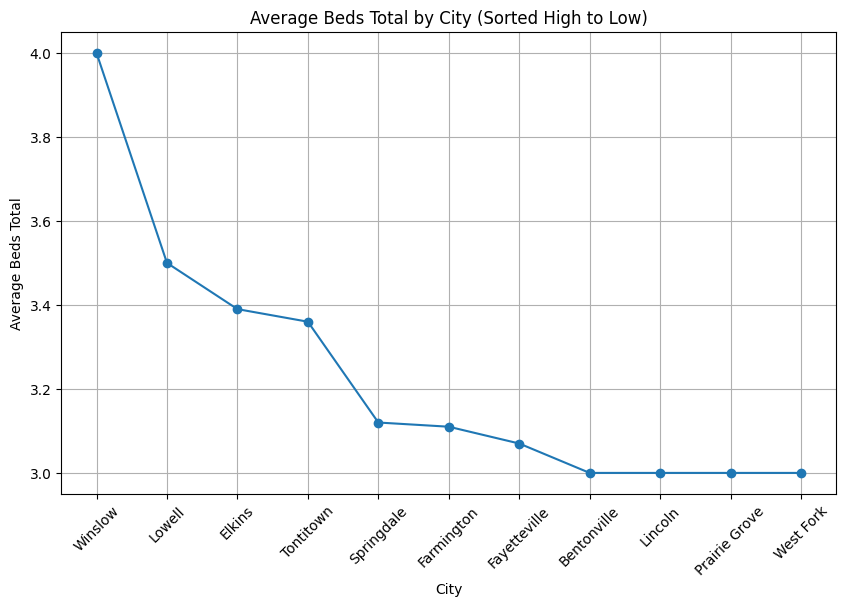 Average Beds Total by City (Sorted High to Low)
Average Beds Total
4.0
3.8
3.6
3.4
3.2
3.0
Winslow
Lowell
Elkins
Tontitown
Springdale
Farmington
Fayetteville
Bentonville
Lincoln
Prairie Grove
West Fork
City